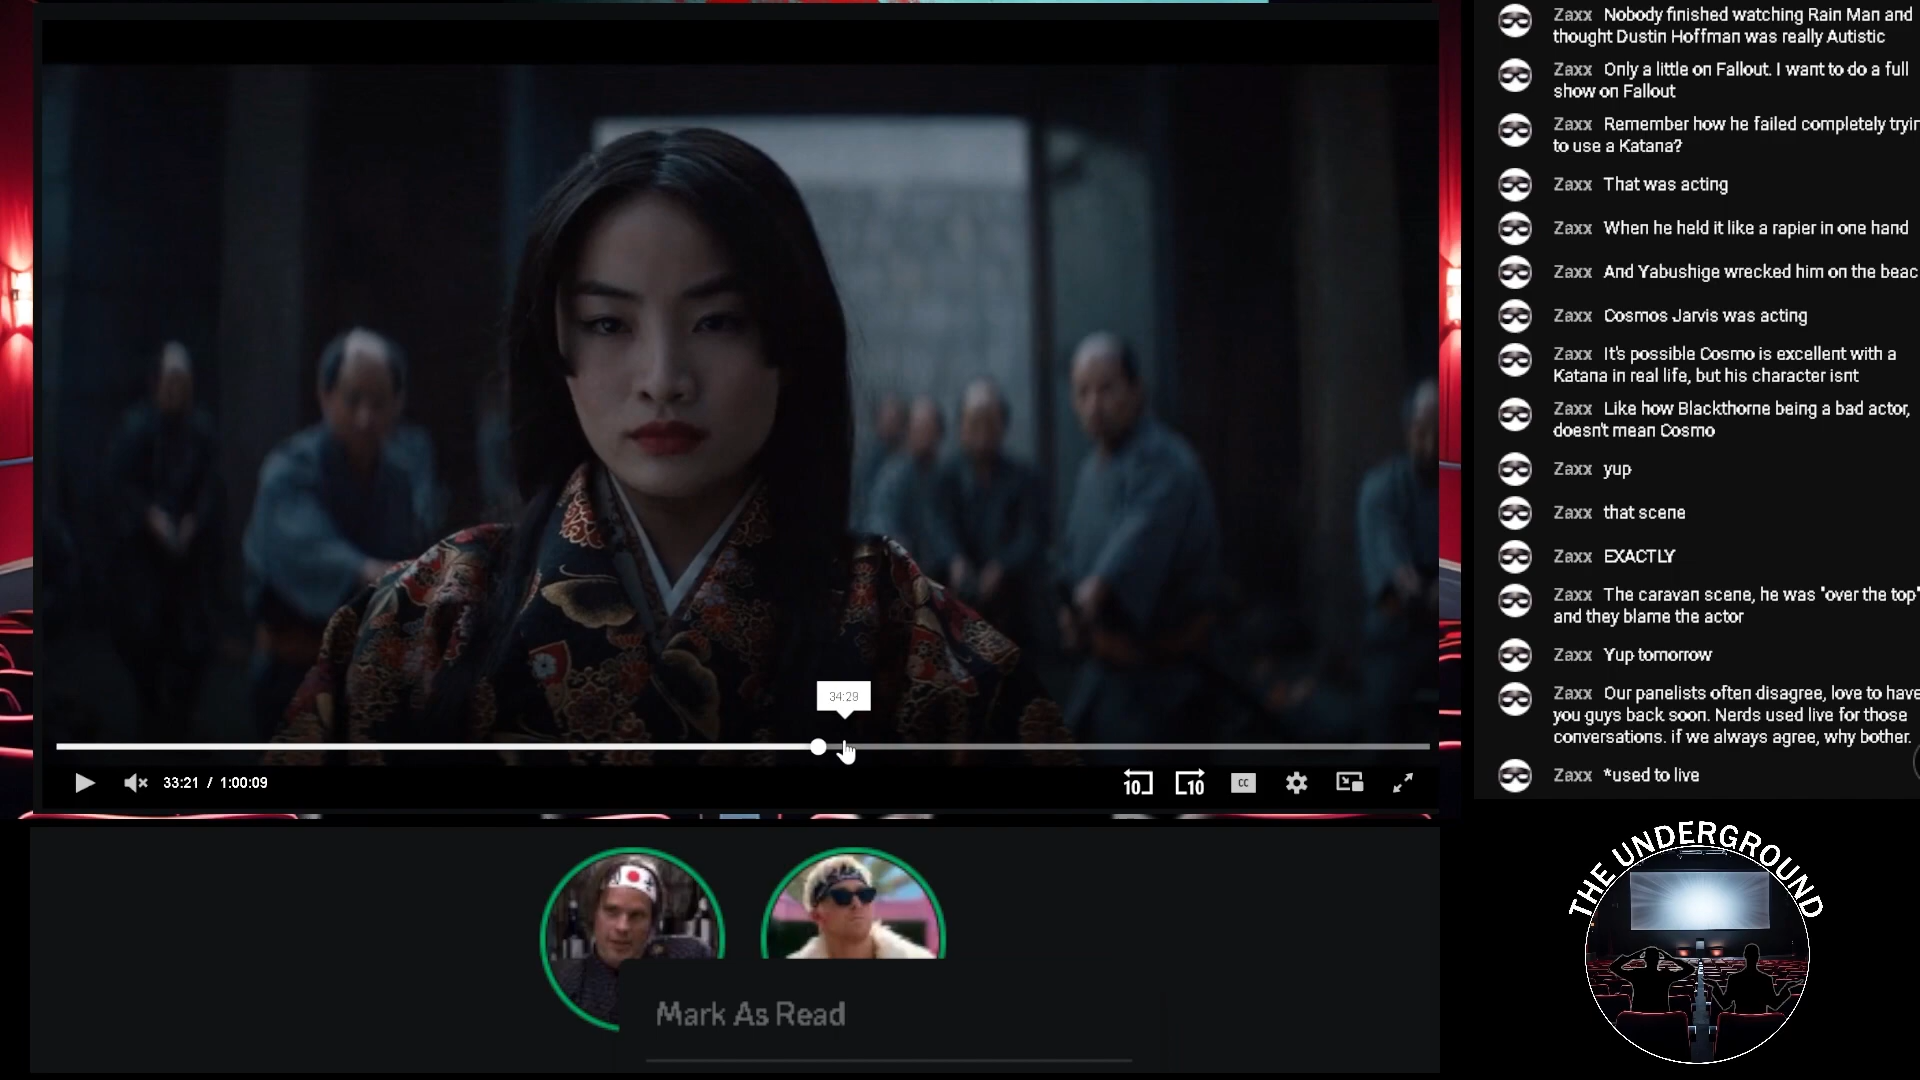 Zaxx Nobody finished watching Rain Man and
thought Dustin Hoffman was really Autistic
Zaxx Only a little on Fallout. I want to do a full
show on Fallout
Zaxx Remember how he failed completely tryin
to use a Katana?
Zaxx That was acting
Zaxx When he held it like a rapier in one hand
Zaxx And Yabushige wrecked him on the beac
Zaxx Cosmos Jarvis was acting
Zaxx It's possible Cosmo is excellent with a
Katana in real life, but his character isnt
Zaxx Like how Blackthorne being a bad actor,
doesn't mean Cosmo
Zaxx yup
Zaxx that scene
Zaxx EXACTLY
Zaxx The caravan scene, he was "over the top"
and they blame the actor
Zaxx Yup tomorrow
Zaxx Our panelists often disagree, love to have
you guys back soon. Nerds used live for those
conversations. if we always agree, why bother.
Zaxx *used to live
34:29
33:21 / 1:00:09
10
10
CC
Mark As Read
THE UNDERGROUND